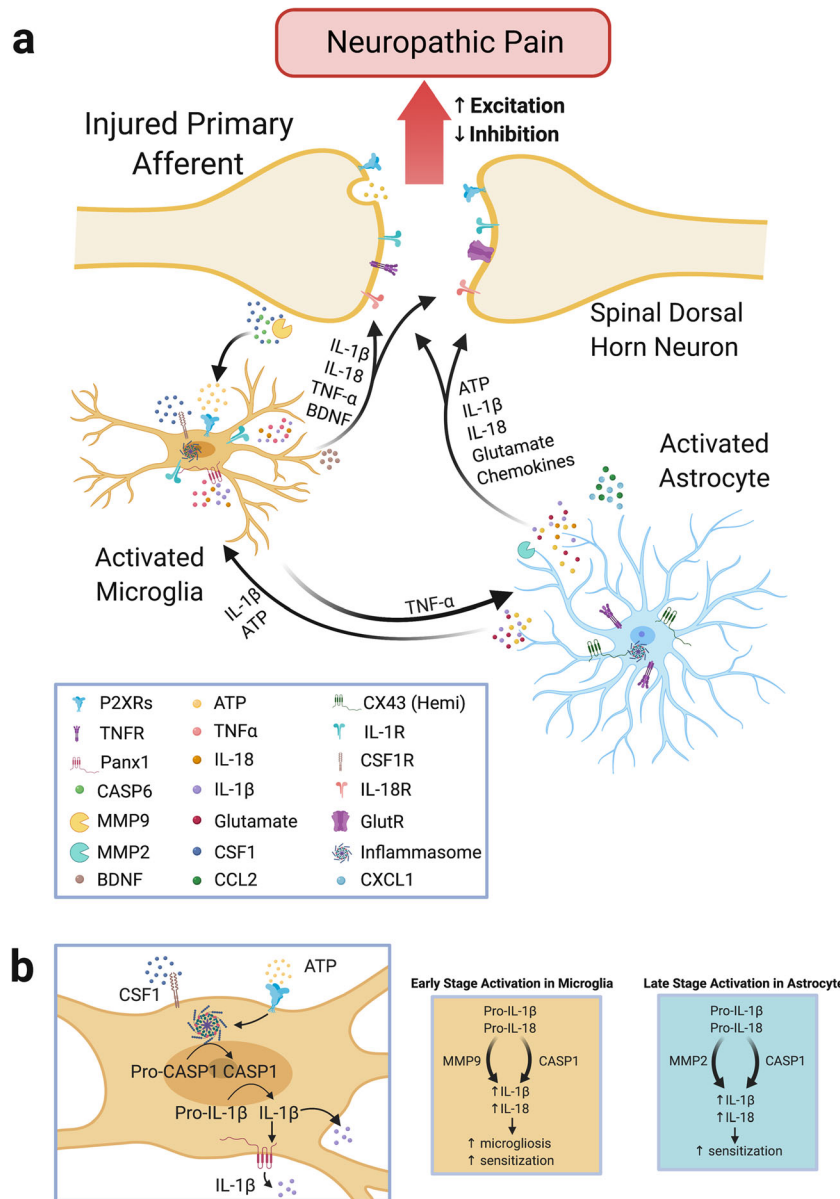 a
Neuropathic Pain
↑ Excitation
↓ Inhibition
Injured Primary
Afferent
Spinal Dorsal
Horn Neuron
IL-1β
IL-18
TNF-α
BDNF
ATP
IL-1β
IL-18
Glutamate
Chemokines
Activated
Astrocyte
Activated
Microglia
TNF-α
IL-1β
ATP
P2XRs
ATP
CX43 (Hemi)
TNFR
TNFα
IL-1R
Panx1
IL-18
CSF1R
CASP6
IL-1β
IL-18R
MMP9
Glutamate
GlutR
MMP2
CSF1
Inflammasome
BDNF
CCL2
CXCL1
b
ATP
CSF1
Pro-CASP1 CASP1
Pro-IL-1β IL-1β
IL-1β
Early Stage Activation in Microglia
Pro-IL-1β
Pro-IL-18
MMP9 CASP1
↑ IL-1β
↑ IL-18
↑ microgliosis
↑ sensitization
Late Stage Activation in Astrocyte
Pro-IL-1β
Pro-IL-18
MMP2 CASP1
↑ IL-1β
↑ IL-18
↑ sensitization